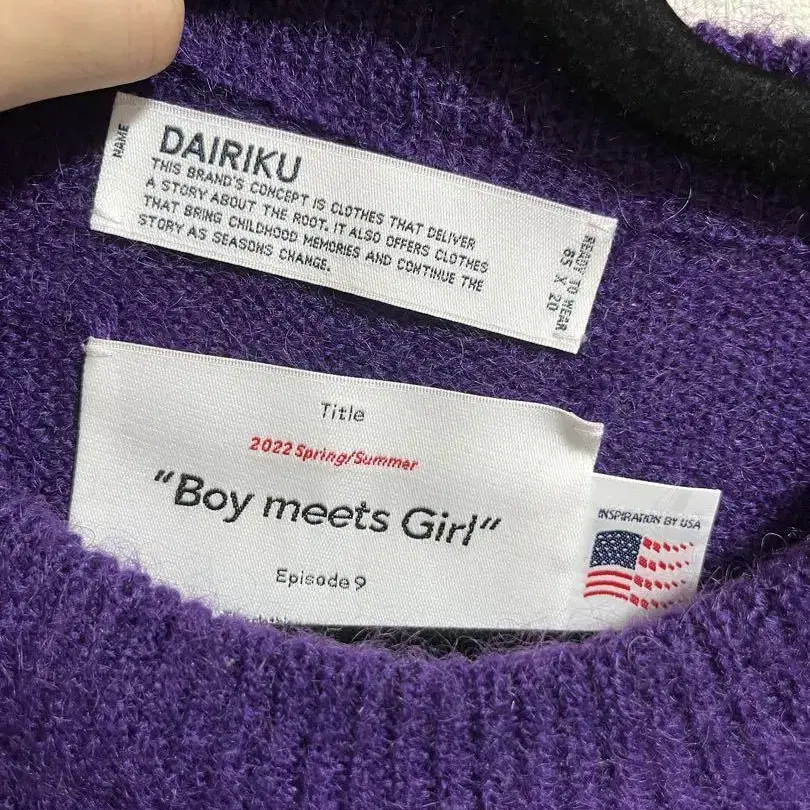 NAME
DAIRIKU
THIS BRAND'S CONCEPT IS CLOTHES THAT DELIVER
A STORY ABOUT THE ROOT, IT ALSO OFFERS CLOTHES
THAT BRING CHILDHOOD MEMORIES AND CONTINUE THE
STORY AS SEASONS CHANGE.
READY TO WEAR
65 X 20
Title
2022 Spring/Summer
"Boy meets Girl"
Episode 9
INSPIRATION BY USA